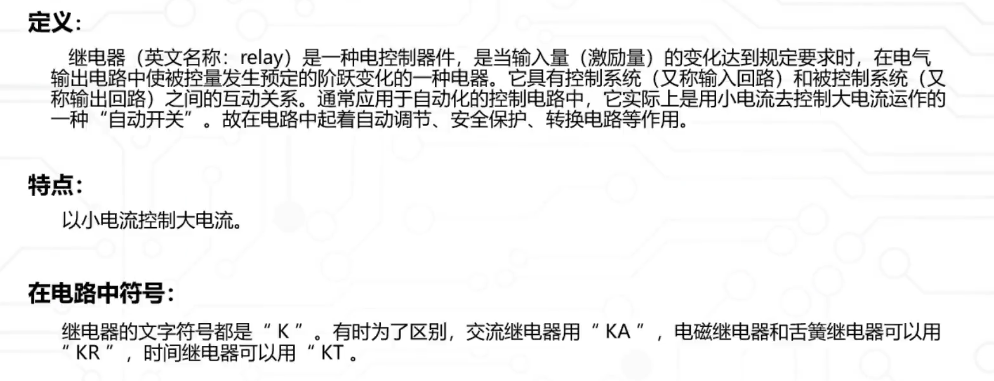 定义：
继电器（英文名称：relay）是一种电控制器件，是当输入量（激励量）的变化达到规定要求时，在电气
输出电路中使被控量发生预定的阶跃变化的一种电器。它具有控制系统（又称输入回路）和被控制系统（又
称输出回路）之间的互动关系。通常应用于自动化的控制电路中，它实际上是用小电流去控制大电流运作的
一种“自动开关”。故在电路中起着自动调节、安全保护、转换电路等作用。
特点：
以小电流控制大电流。
在电路中符号：
继电器的文字符号都是“ K ”。有时为了区别，交流继电器用“ KA ”，电磁继电器和舌簧继电器可以用
“ KR ”，时间继电器可以用“ KT 。